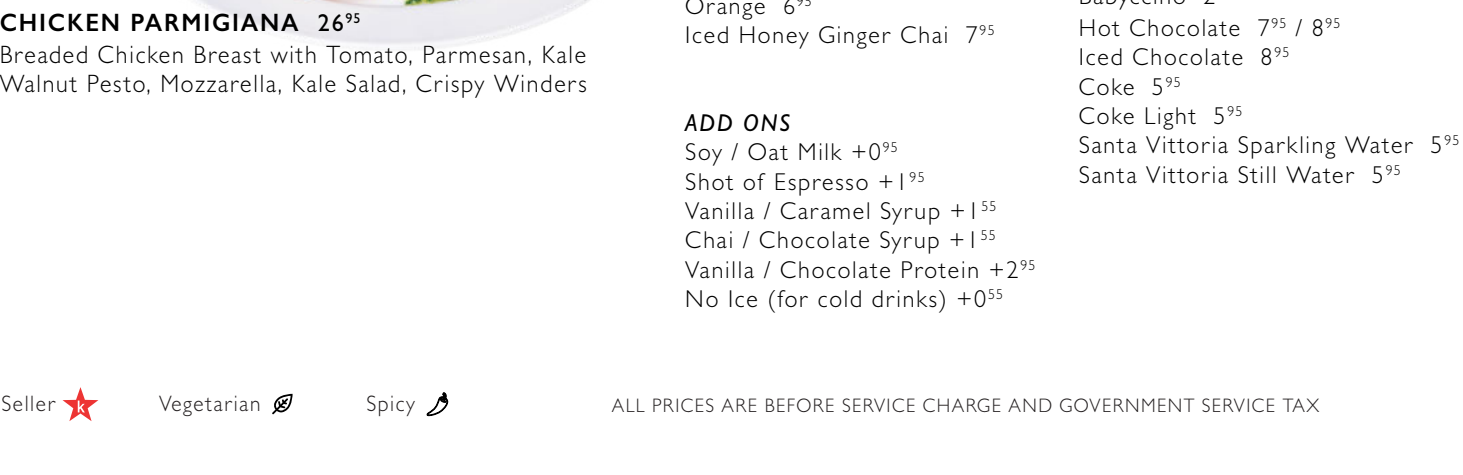 CHICKEN PARMIGIANA 26⁹⁵
Breaded Chicken Breast with Tomato, Parmesan, Kale
Walnut Pesto, Mozzarella, Kale Salad, Crispy Winders
Orange 6⁹⁵
Iced Honey Ginger Chai 7⁹⁵
ADD ONS
Soy / Oat Milk +0⁹⁵
Shot of Espresso +1⁹⁵
Vanilla / Caramel Syrup +1⁵⁵
Chai / Chocolate Syrup +1⁵⁵
Vanilla / Chocolate Protein +2⁹⁵
No Ice (for cold drinks) +0⁵⁵
Babyccino 2
Hot Chocolate 7⁹⁵ / 8⁹⁵
Iced Chocolate 8⁹⁵
Coke 5⁹⁵
Coke Light 5⁹⁵
Santa Vittoria Sparkling Water 5⁹⁵
Santa Vittoria Still Water 5⁹⁵
Seller k Vegetarian Spicy ALL PRICES ARE BEFORE SERVICE CHARGE AND GOVERNMENT SERVICE TAX